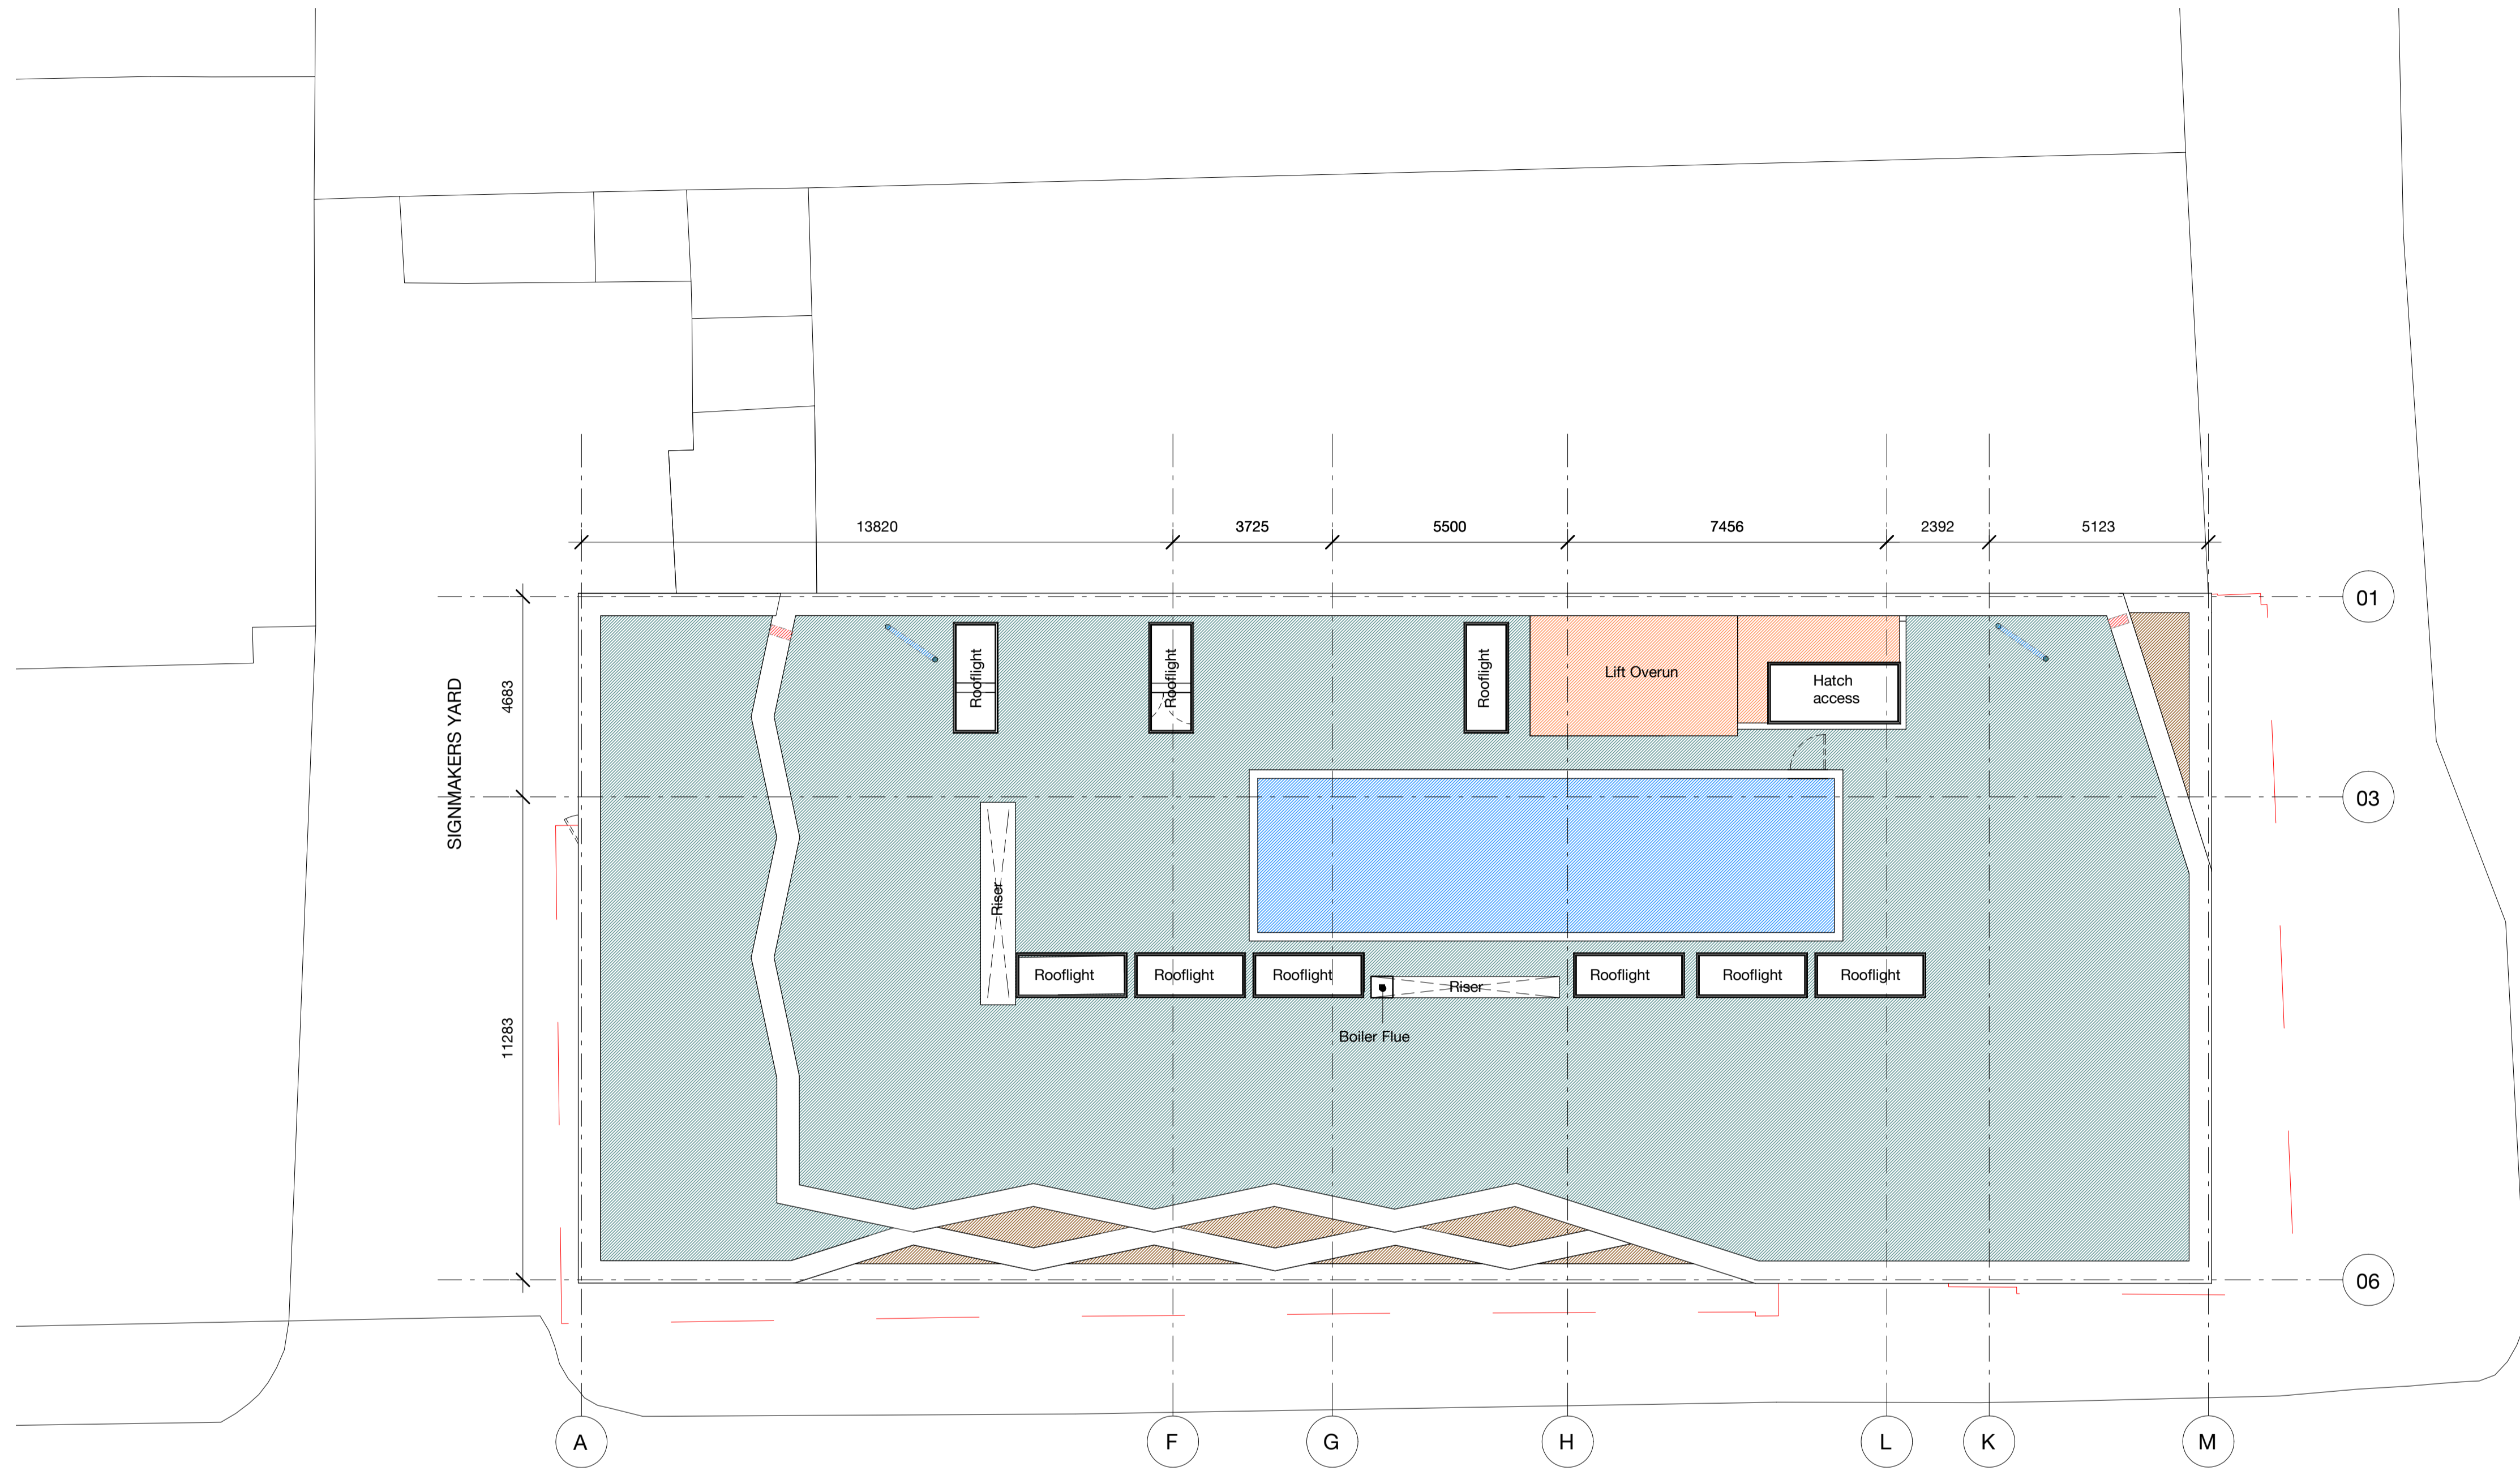 13820
3725
5500
7456
2392
5123
01
SIGNMAKERS YARD
4683
Rooflight
Rooflight
Rooflight
Lift Overun
Hatch
access
03
Riser
Rooflight
Rooflight
Rooflight
Riser
Rooflight
Rooflight
Rooflight
Boiler Flue
11283
06
A
F
G
H
L
K
M